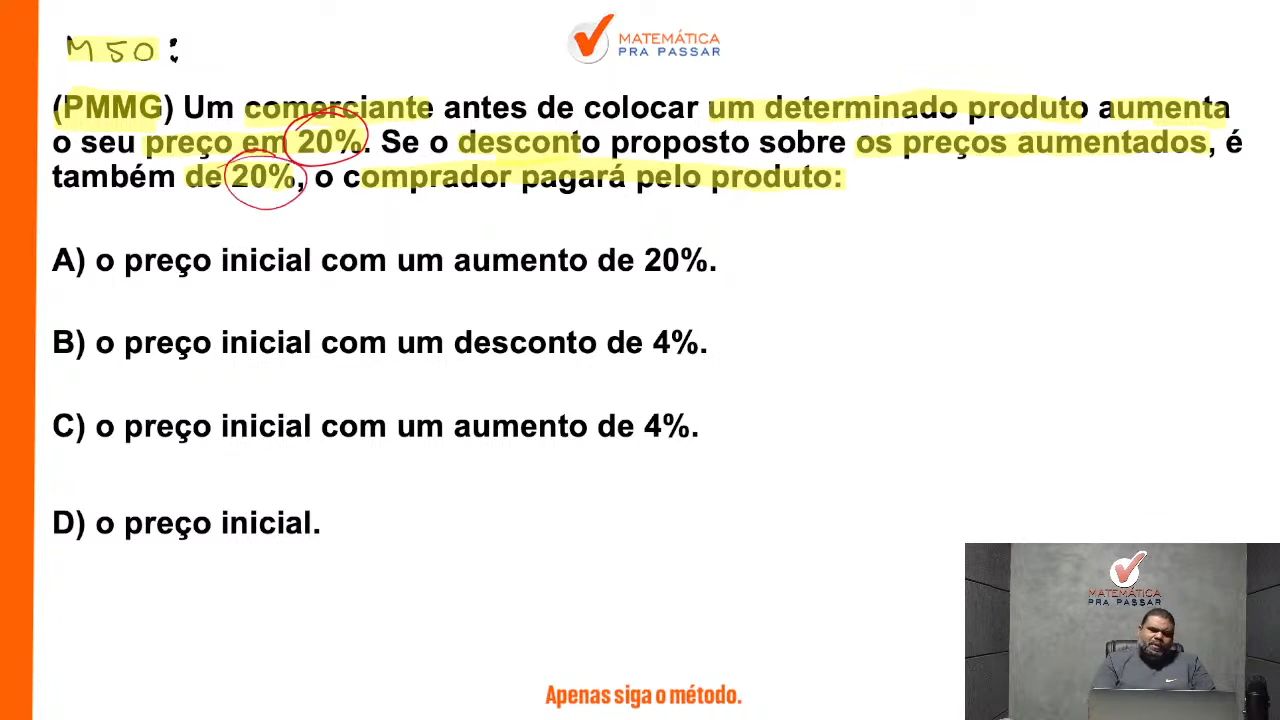 M50:
MATEMÁTICA
PRA PASSAR
(PMMG) Um comerciante antes de colocar um determinado produto aumenta
o seu preço em 20%. Se o desconto proposto sobre os preços aumentados, é
também de 20%, o comprador pagará pelo produto:
A) o preço inicial com um aumento de 20%.
B) o preço inicial com um desconto de 4%.
C) o preço inicial com um aumento de 4%.
D) o preço inicial.
MATEMÁTICA
PRA PASSAR
Apenas siga o método.